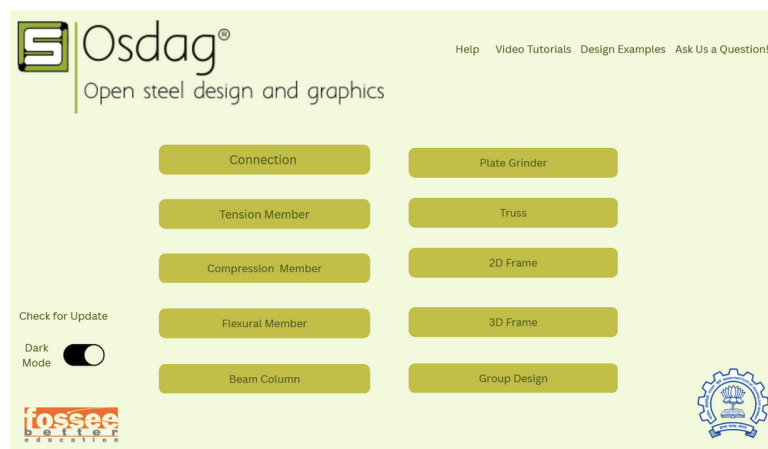 Osdag®
Open steel design and graphics
Help Video Tutorials Design Examples Ask Us a Question!
Connection
Plate Grinder
Tension Member
Truss
Compression Member
2D Frame
Flexural Member
3D Frame
Beam Column
Group Design
Check for Update
Dark
Mode
fossee
better
education